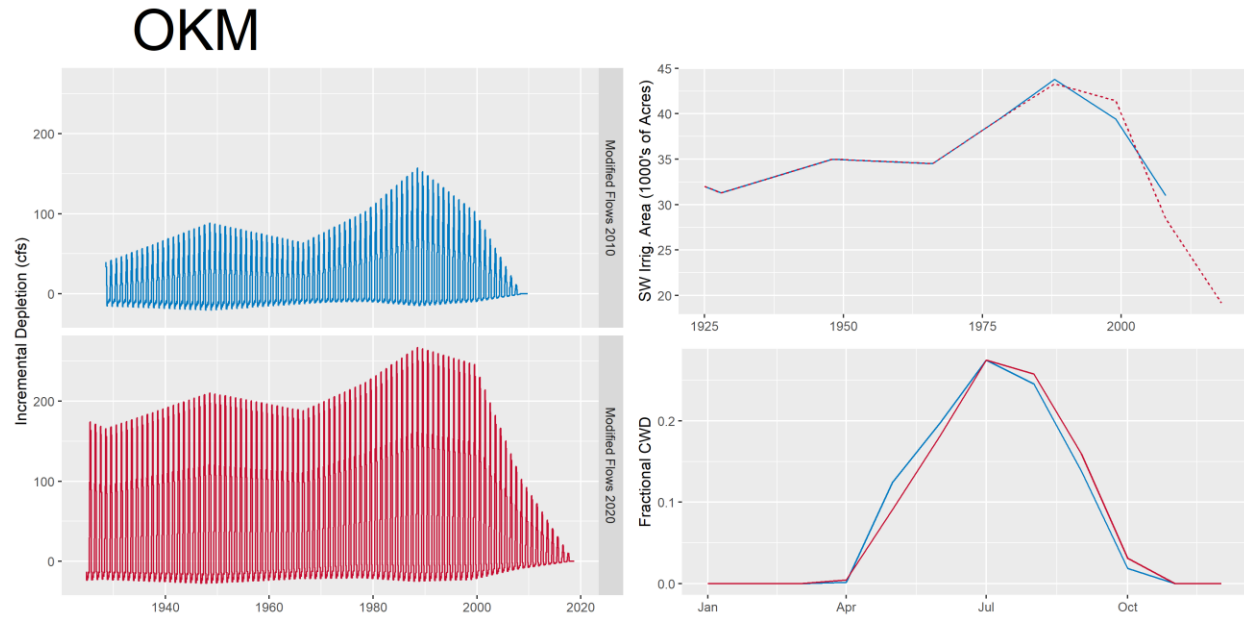 OKM
Incremental Depletion (cfs)
200
100
0
Modified Flows 2010
200
100
0
Modified Flows 2020
1940 1960 1980 2000 2020
SW Irrig. Area (1000's of Acres)
45
40
35
30
25
20
1925 1950 1975 2000
Fractional CWD
0.2
0.1
0.0
Jan Apr Jul Oct